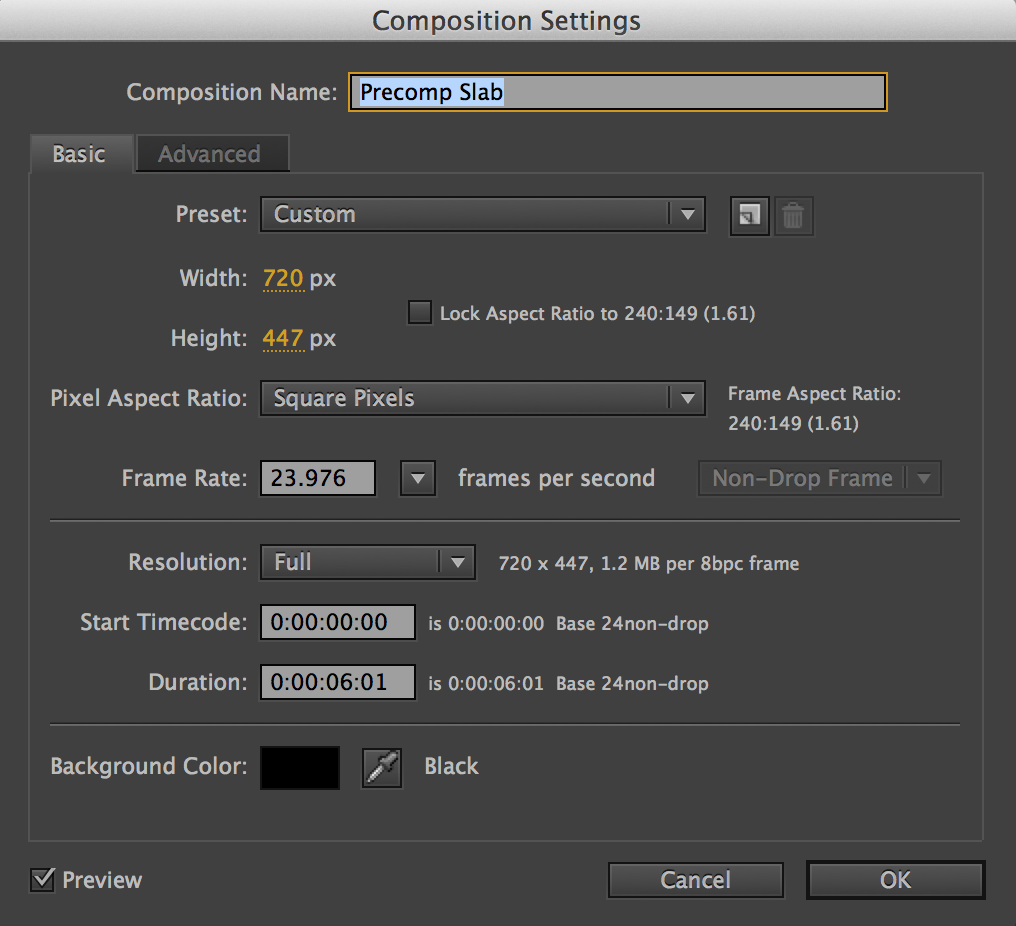 Composition Settings
Composition Name: Precomp Slab
Basic Advanced
Preset: Custom
Width: 720 px
Lock Aspect Ratio to 240:149 (1.61)
Height: 447 px
Pixel Aspect Ratio: Square Pixels Frame Aspect Ratio:
240:149 (1.61)
Frame Rate: 23.976 frames per second Non-Drop Frame
Resolution: Full 720 x 447, 1.2 MB per 8bpc frame
Start Timecode: 0:00:00:00 is 0:00:00:00 Base 24non-drop
Duration: 0:00:06:01 is 0:00:06:01 Base 24non-drop
Background Color: Black
Preview Cancel OK